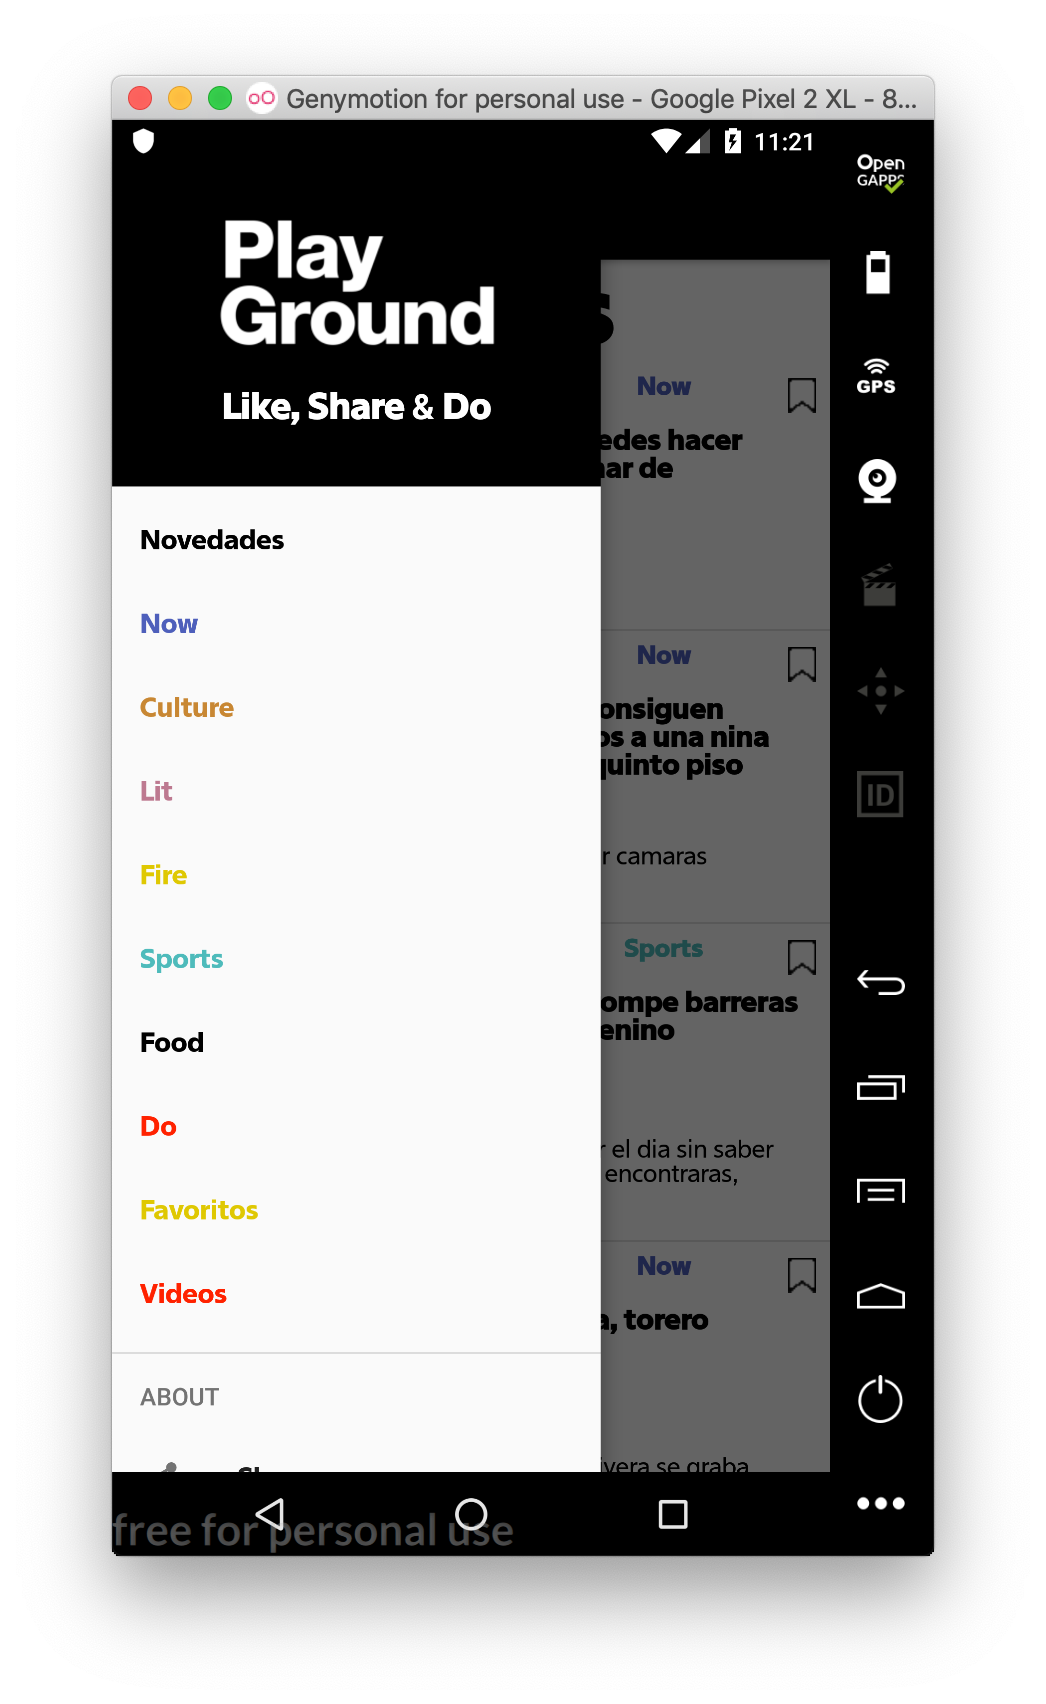 Genymotion for personal use - Google Pixel 2 XL - 8...
11:21
Open
GAPPS
Play
Ground
Like, Share & Do
Novedades
Now
Culture
Lit
Fire
Sports
Food
Do
Favoritos
Videos
ABOUT
Now
edes hacer
ar de
Now
onsiguen
os a una nina
quinto piso
r camaras
Sports
ompe barreras
enino
r el dia sin saber
encontraras,
Now
a, torero
vera se graba
GPS
ID
free for personal use